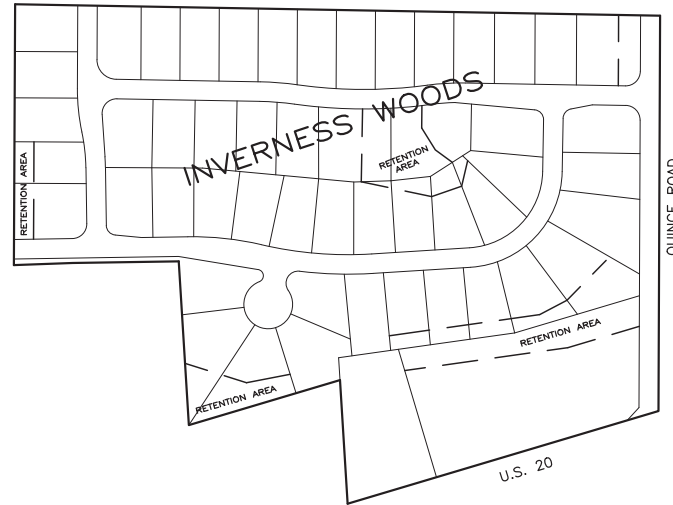 INVERNESS WOODS
QUINCE ROAD
RETENTION AREA
RETENTION
AREA
RETENTION AREA
RETENTION AREA
U.S. 20